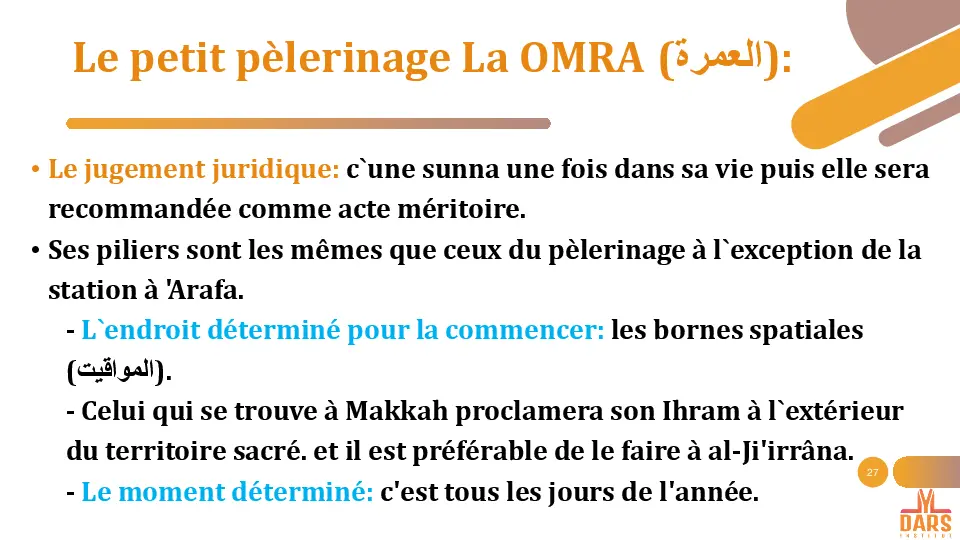 Le petit pèlerinage La OMRA (العمرة):
• Le jugement juridique: c`une sunna une fois dans sa vie puis elle sera
recommandée comme acte méritoire.
• Ses piliers sont les mêmes que ceux du pèlerinage à l`exception de la
station à 'Arafa.
- L`endroit déterminé pour la commencer: les bornes spatiales
(المواقيت).
- Celui qui se trouve à Makkah proclamera son Ihram à l`extérieur
du territoire sacré. et il est préférable de le faire à al-Ji'irrâna.
- Le moment déterminé: c'est tous les jours de l'année.
27
DARS
INSTITUT